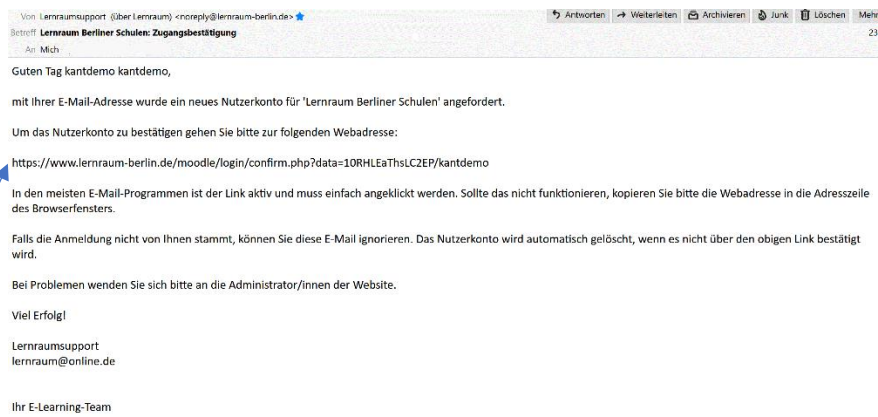 Von Lernraumsupport (über Lernraum) <noreply@lernraum-berlin.de>
Antworten Weiterleiten Archivieren Junk Löschen Mehr
Betreff Lernraum Berliner Schulen: Zugangsbestätigung
23
An Mich
Guten Tag kantdemo kantdemo,
mit Ihrer E-Mail-Adresse wurde ein neues Nutzerkonto für 'Lernraum Berliner Schulen' angefordert.
Um das Nutzerkonto zu bestätigen gehen Sie bitte zur folgenden Webadresse:
https://www.lernraum-berlin.de/moodle/login/confirm.php?data=10RHLEaThsLC2EP/kantdemo
In den meisten E-Mail-Programmen ist der Link aktiv und muss einfach angeklickt werden. Sollte das nicht funktionieren, kopieren Sie bitte die Webadresse in die Adresszeile
des Browserfensters.
Falls die Anmeldung nicht von Ihnen stammt, können Sie diese E-Mail ignorieren. Das Nutzerkonto wird automatisch gelöscht, wenn es nicht über den obigen Link bestätigt
wird.
Bei Problemen wenden Sie sich bitte an die Administrator/innen der Website.
Viel Erfolg!
Lernraumsupport
lernraum@online.de
Ihr E-Learning-Team